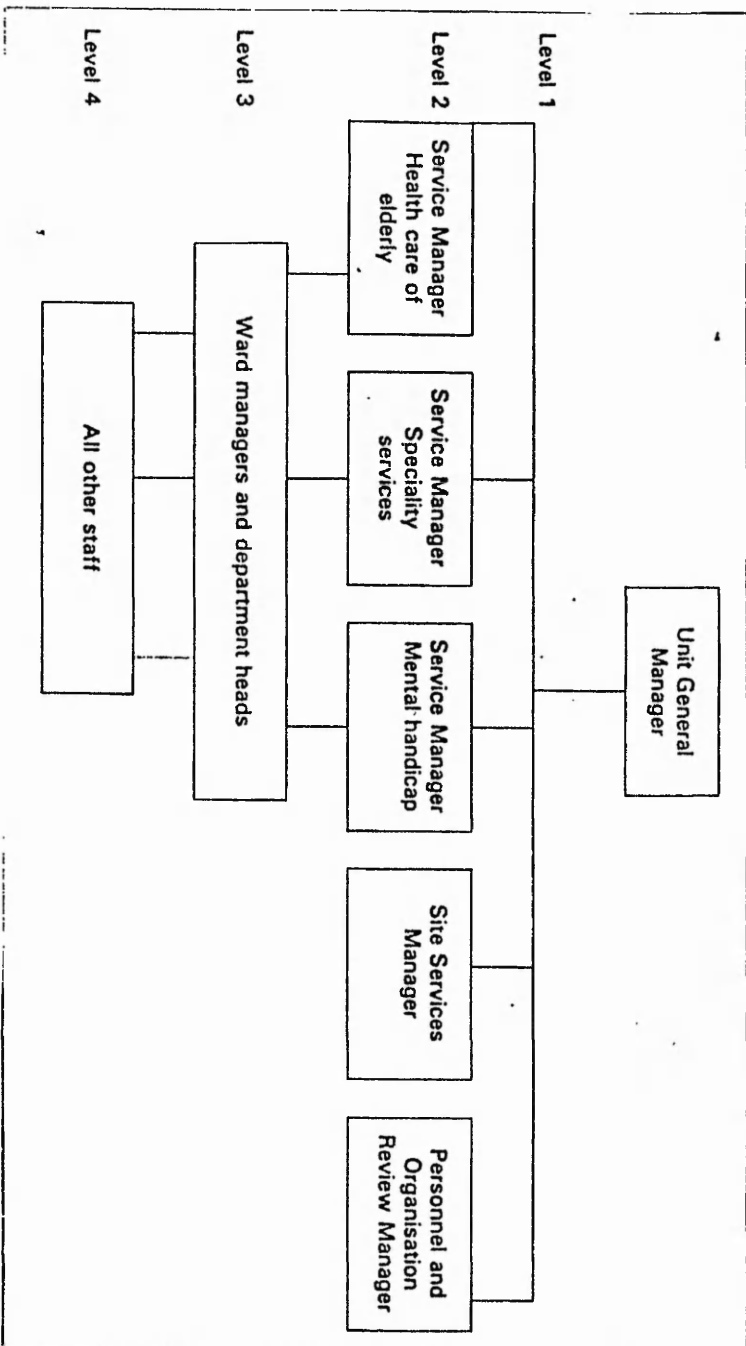 Unit General
Manager
Level 1
Level 2
Service Manager
Health care of
elderly
Service Manager
Speciality
services
Service Manager
Mental handicap
Site Services
Manager
Personnel and
Organisation
Review Manager
Level 3
Ward managers and department heads
Level 4
All other staff